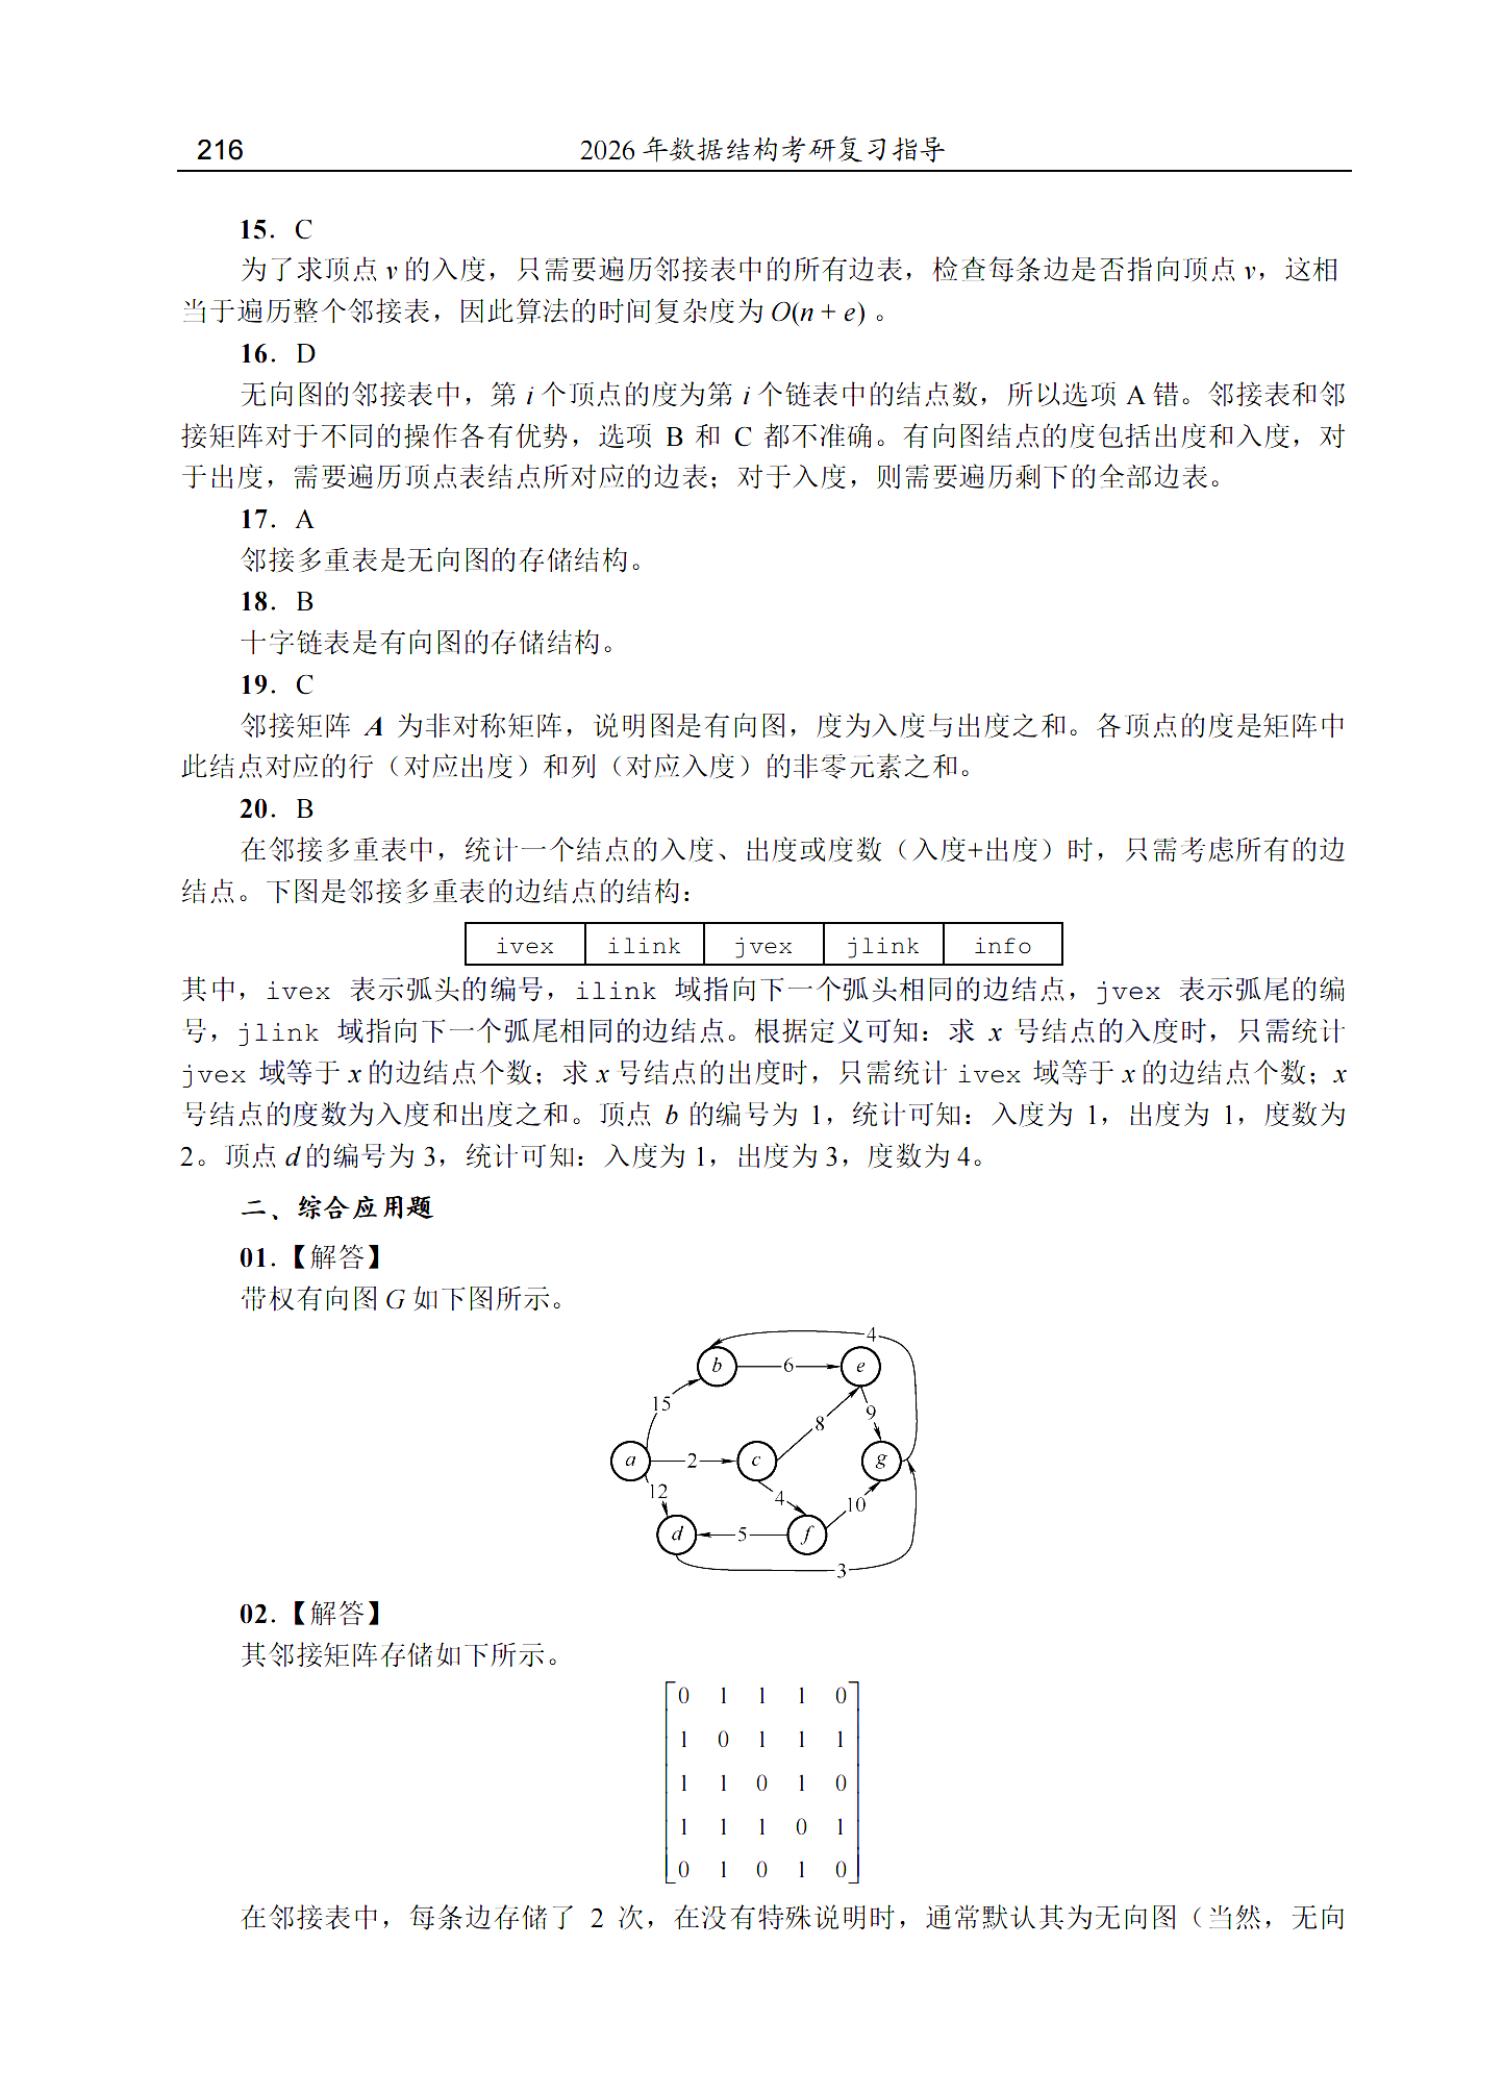 216 2026 年数据结构考研复习指导
15. C
为了求顶点 v 的入度，只需要遍历邻接表中的所有边表，检查每条边是否指向顶点 v，这相
当于遍历整个邻接表，因此算法的时间复杂度为 O(n + e) 。
16. D
无向图的邻接表中，第 i 个顶点的度为第 i 个链表中的结点数，所以选项 A 错。邻接表和邻
接矩阵对于不同的操作各有优势，选项 B 和 C 都不准确。有向图结点的度包括出度和入度，对
于出度，需要遍历顶点表结点所对应的边表；对于入度，则需要遍历剩下的全部边表。
17. A
邻接多重表是无向图的存储结构。
18. B
十字链表是有向图的存储结构。
19. C
邻接矩阵 A 为非对称矩阵，说明图是有向图，度为入度与出度之和。各顶点的度是矩阵中
此结点对应的行（对应出度）和列（对应入度）的非零元素之和。
20. B
在邻接多重表中，统计一个结点的入度、出度或度数（入度+出度）时，只需考虑所有的边
结点。下图是邻接多重表的边结点的结构：
ivex ilink jvex jlink info
其中，ivex 表示弧头的编号，ilink 域指向下一个弧头相同的边结点，jvex 表示弧尾的编
号，jlink 域指向下一个弧尾相同的边结点。根据定义可知：求 x 号结点的入度时，只需统计
jvex 域等于 x 的边结点个数；求 x 号结点的出度时，只需统计 ivex 域等于 x 的边结点个数；x
号结点的度数为入度和出度之和。顶点 b 的编号为 1，统计可知：入度为 1，出度为 1，度数为
2。顶点 d 的编号为 3，统计可知：入度为 1，出度为 3，度数为 4。
二、综合应用题
01.【解答】
带权有向图 G 如下图所示。
4
b 6 e
15 8 9
a 2 c g
12 4 10
d 5 f
3
02.【解答】
其邻接矩阵存储如下所示。
0 1 1 1 0
1 0 1 1 1
1 1 0 1 0
1 1 1 0 1
0 1 0 1 0
在邻接表中，每条边存储了 2 次，在没有特殊说明时，通常默认其为无向图（当然，无向